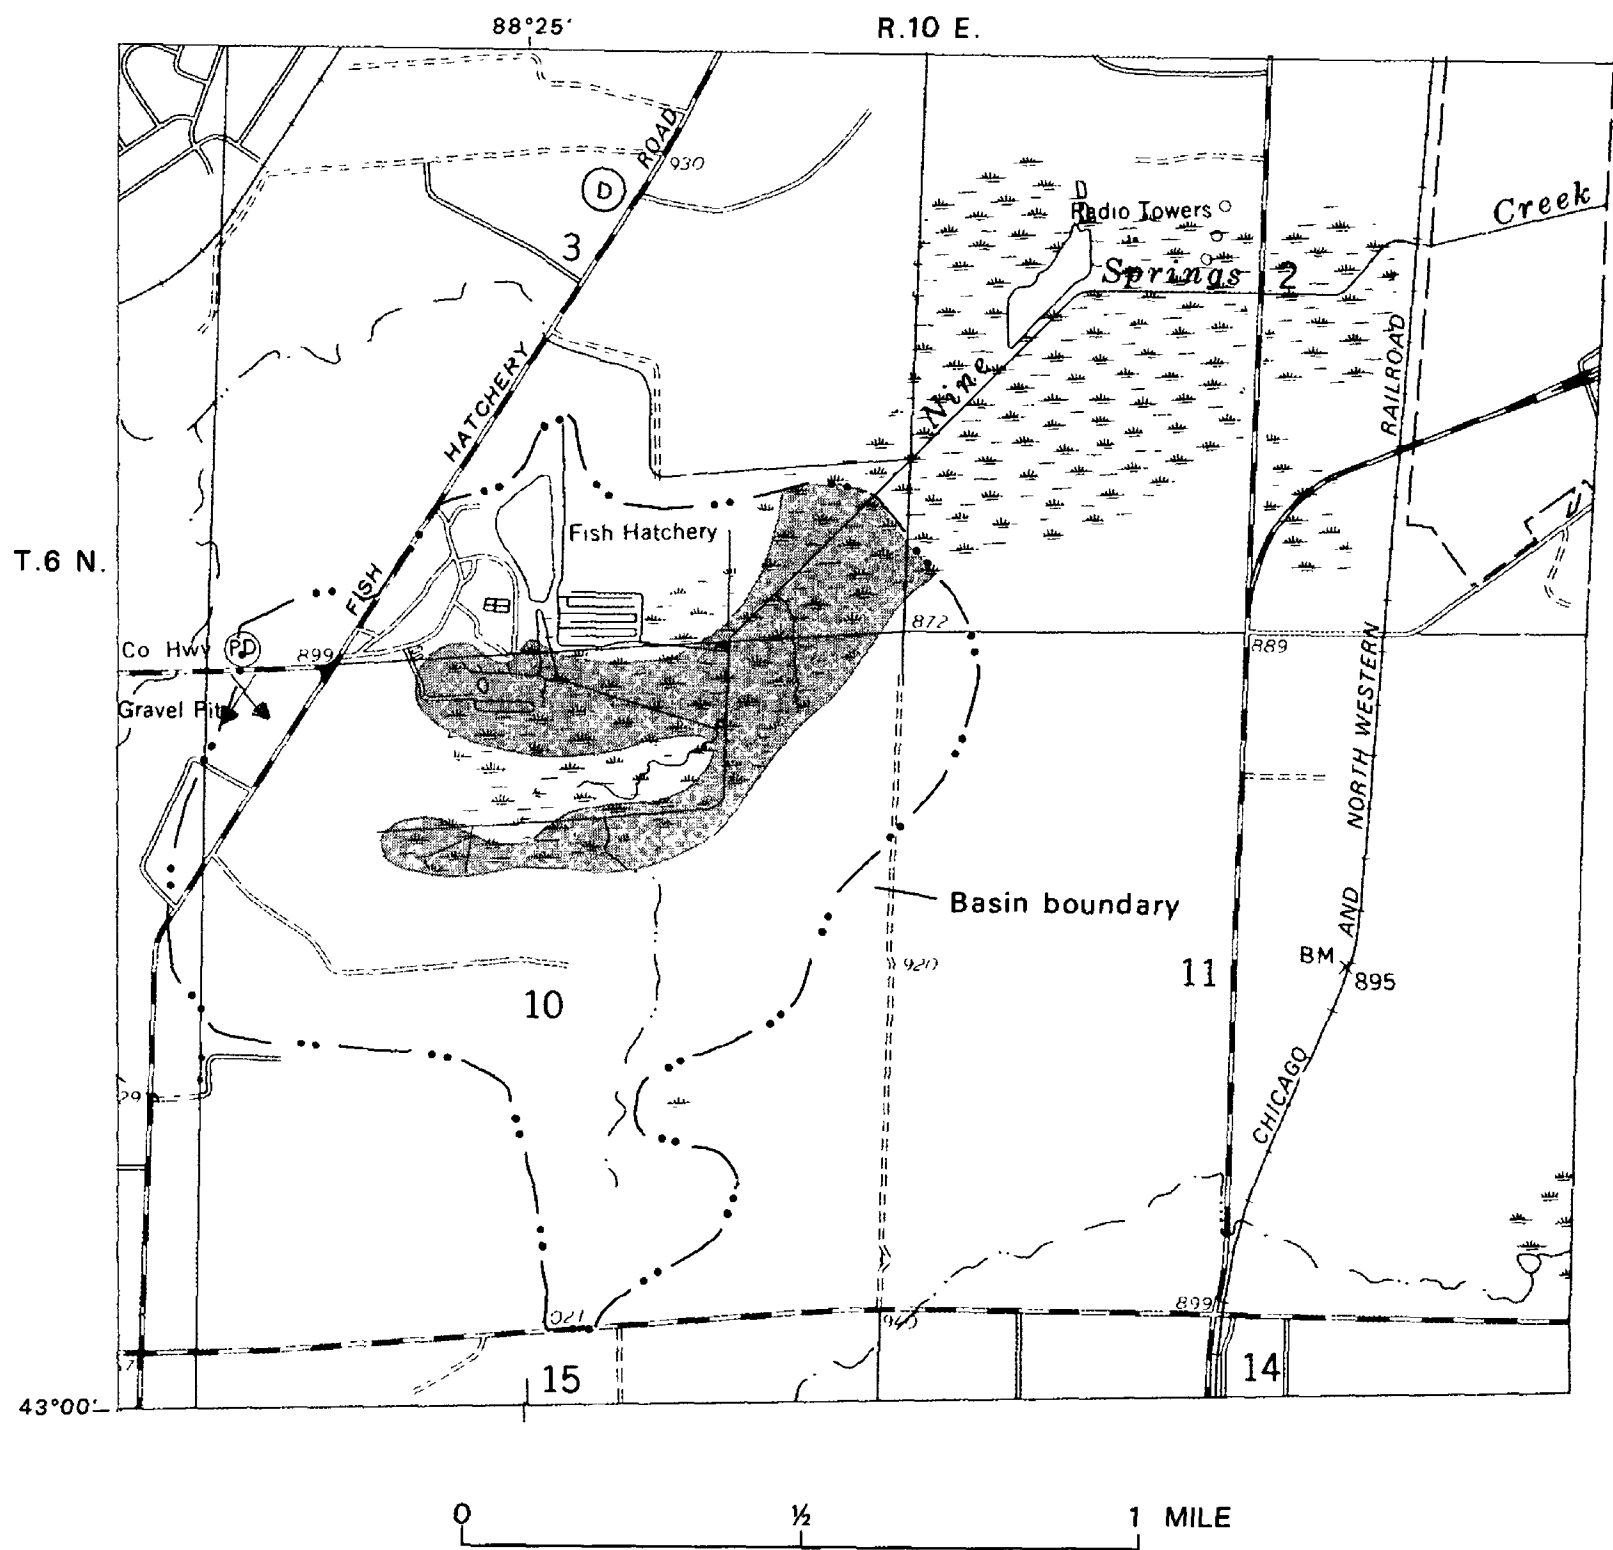 88°25'
R.10 E.
ROAD
930
D
D
Radio Towers
Creek
3
Springs
2
HATCHERY
Nine
RAILROAD
Fish Hatchery
T.6 N.
FISH
872
Co Hwy PD
899
889
Gravel Pit
NORTH WESTERN
Basin boundary
AND
920
11
BM
895
10
CHICAGO
29
899
921
940
15
14
43°00'
0 ½ 1 MILE